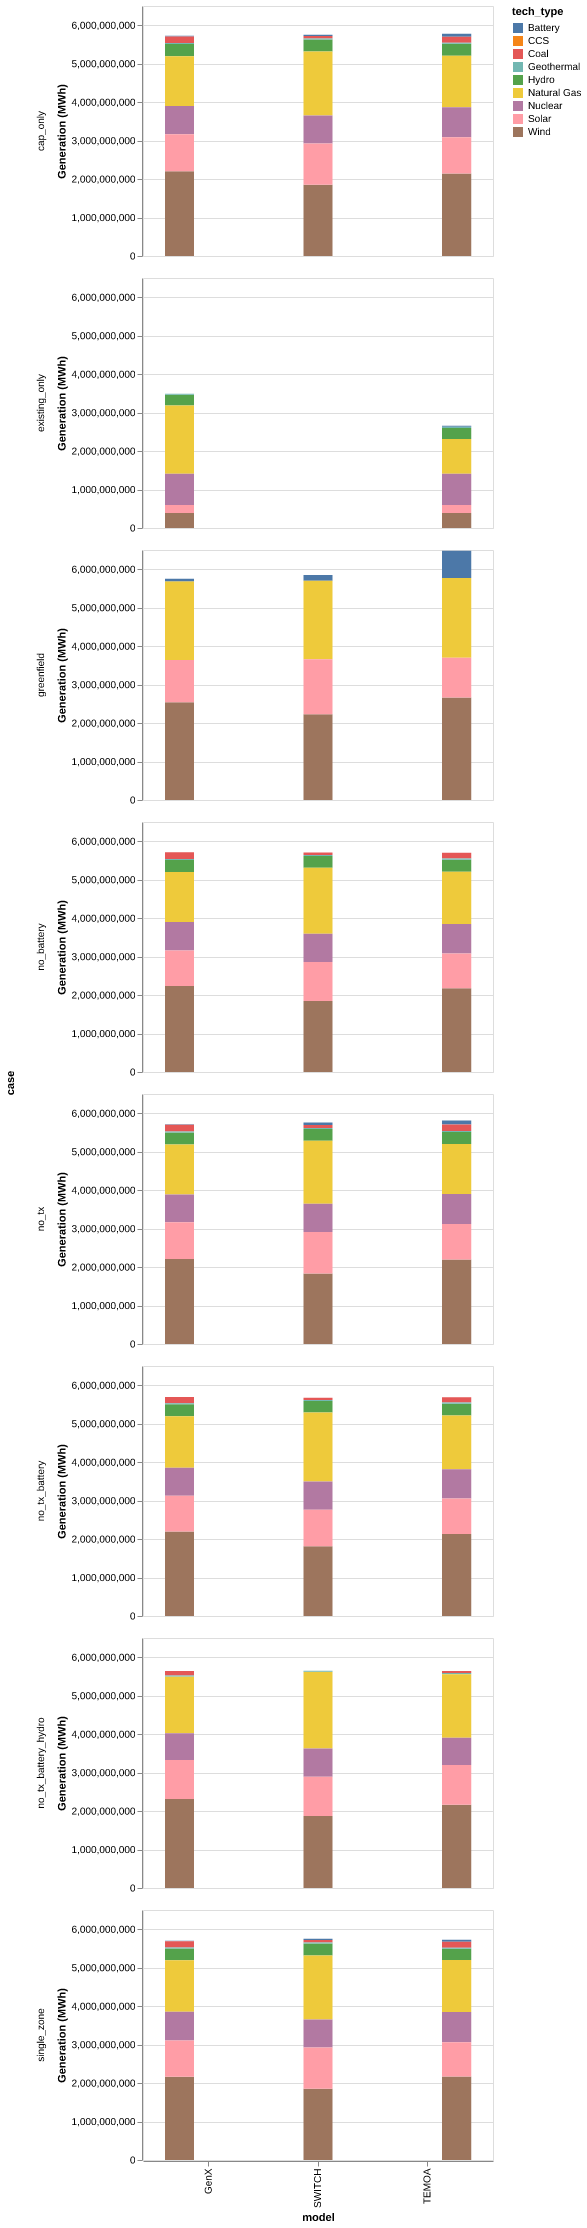 tech_type
Battery
CCS
Coal
Geothermal
Hydro
Natural Gas
Nuclear
Solar
Wind
case
cap_only
Generation (MWh)
6,000,000,000
5,000,000,000
4,000,000,000
3,000,000,000
2,000,000,000
1,000,000,000
0
existing_only
Generation (MWh)
6,000,000,000
5,000,000,000
4,000,000,000
3,000,000,000
2,000,000,000
1,000,000,000
0
greenfield
Generation (MWh)
6,000,000,000
5,000,000,000
4,000,000,000
3,000,000,000
2,000,000,000
1,000,000,000
0
no_battery
Generation (MWh)
6,000,000,000
5,000,000,000
4,000,000,000
3,000,000,000
2,000,000,000
1,000,000,000
0
no_tx
Generation (MWh)
6,000,000,000
5,000,000,000
4,000,000,000
3,000,000,000
2,000,000,000
1,000,000,000
0
no_tx_battery
Generation (MWh)
6,000,000,000
5,000,000,000
4,000,000,000
3,000,000,000
2,000,000,000
1,000,000,000
0
no_tx_battery_hydro
Generation (MWh)
6,000,000,000
5,000,000,000
4,000,000,000
3,000,000,000
2,000,000,000
1,000,000,000
0
single_zone
Generation (MWh)
6,000,000,000
5,000,000,000
4,000,000,000
3,000,000,000
2,000,000,000
1,000,000,000
0
GenX
SWITCH
TEMOA
model